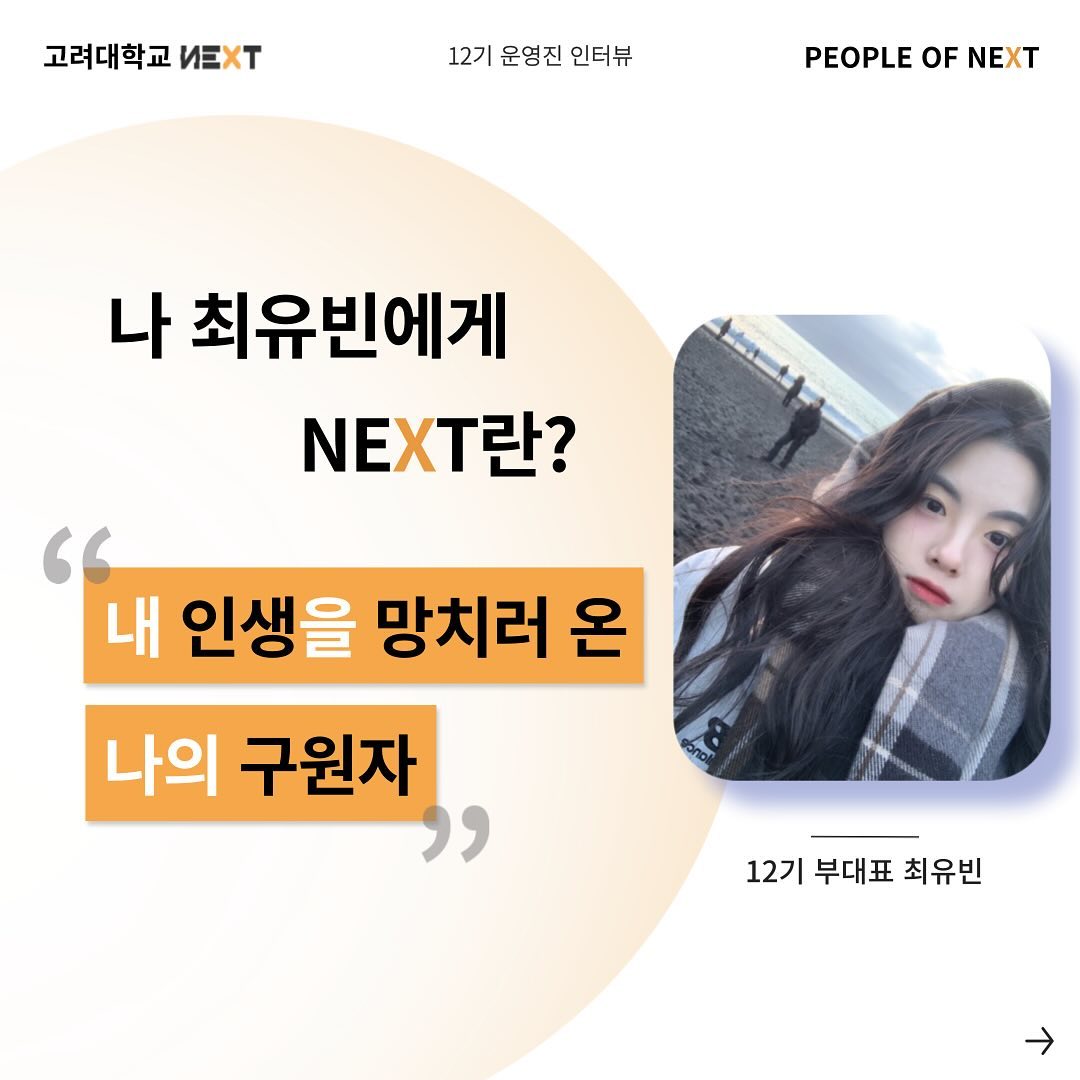 고려대학교 NEXT
12기 운영진 인터뷰
PEOPLE OF NEXT
나 최유빈에게
NEXT란?
“
내 인생을 망치러 온
나의 구원자
”
12기 부대표 최유빈
→